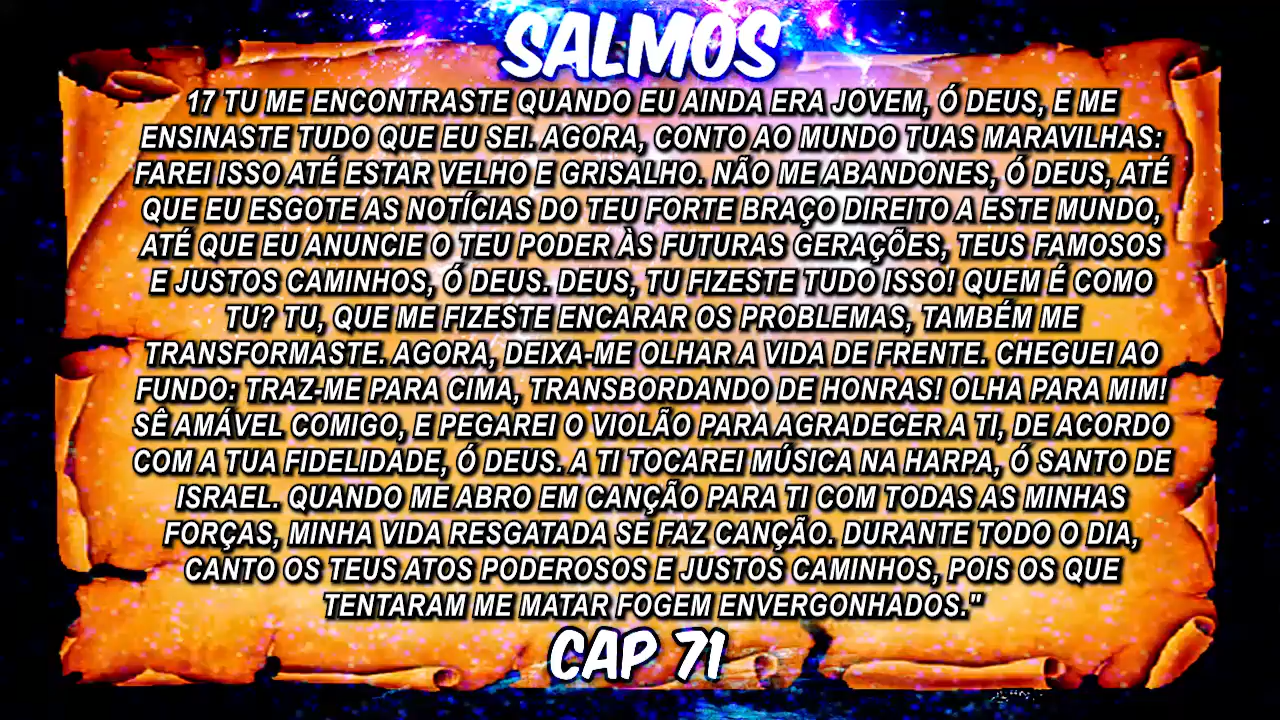 SALMOS
17 TU ME ENCONTRASTE QUANDO EU AINDA ERA JOVEM, Ó DEUS, E ME
ENSINASTE TUDO QUE EU SEI. AGORA, CONTO AO MUNDO TUAS MARAVILHAS:
FAREI ISSO ATÉ ESTAR VELHO E GRISALHO. NÃO ME ABANDONES, Ó DEUS, ATÉ
QUE EU ESGOTE AS NOTÍCIAS DO TEU FORTE BRAÇO DIREITO A ESTE MUNDO,
ATÉ QUE EU ANUNCIE O TEU PODER ÀS FUTURAS GERAÇÕES, TEUS FAMOSOS
E JUSTOS CAMINHOS, Ó DEUS. DEUS, TU FIZESTE TUDO ISSO! QUEM É COMO
TU? TU, QUE ME FIZESTE ENCARAR OS PROBLEMAS, TAMBÉM ME
TRANSFORMASTE. AGORA, DEIXA-ME OLHAR A VIDA DE FRENTE. CHEGUEI AO
FUNDO: TRAZ-ME PARA CIMA, TRANSBORDANDO DE HONRAS! OLHA PARA MIM!
SÊ AMÁVEL COMIGO, E PEGAREI O VIOLÃO PARA AGRADECER A TI, DE ACORDO
COM A TUA FIDELIDADE, Ó DEUS. A TI TOCAREI MÚSICA NA HARPA, Ó SANTO DE
ISRAEL. QUANDO ME ABRO EM CANÇÃO PARA TI COM TODAS AS MINHAS
FORÇAS, MINHA VIDA RESGATADA SE FAZ CANÇÃO. DURANTE TODO O DIA,
CANTO OS TEUS ATOS PODEROSOS E JUSTOS CAMINHOS, POIS OS QUE
TENTARAM ME MATAR FOGEM ENVERGONHADOS."
CAP 71